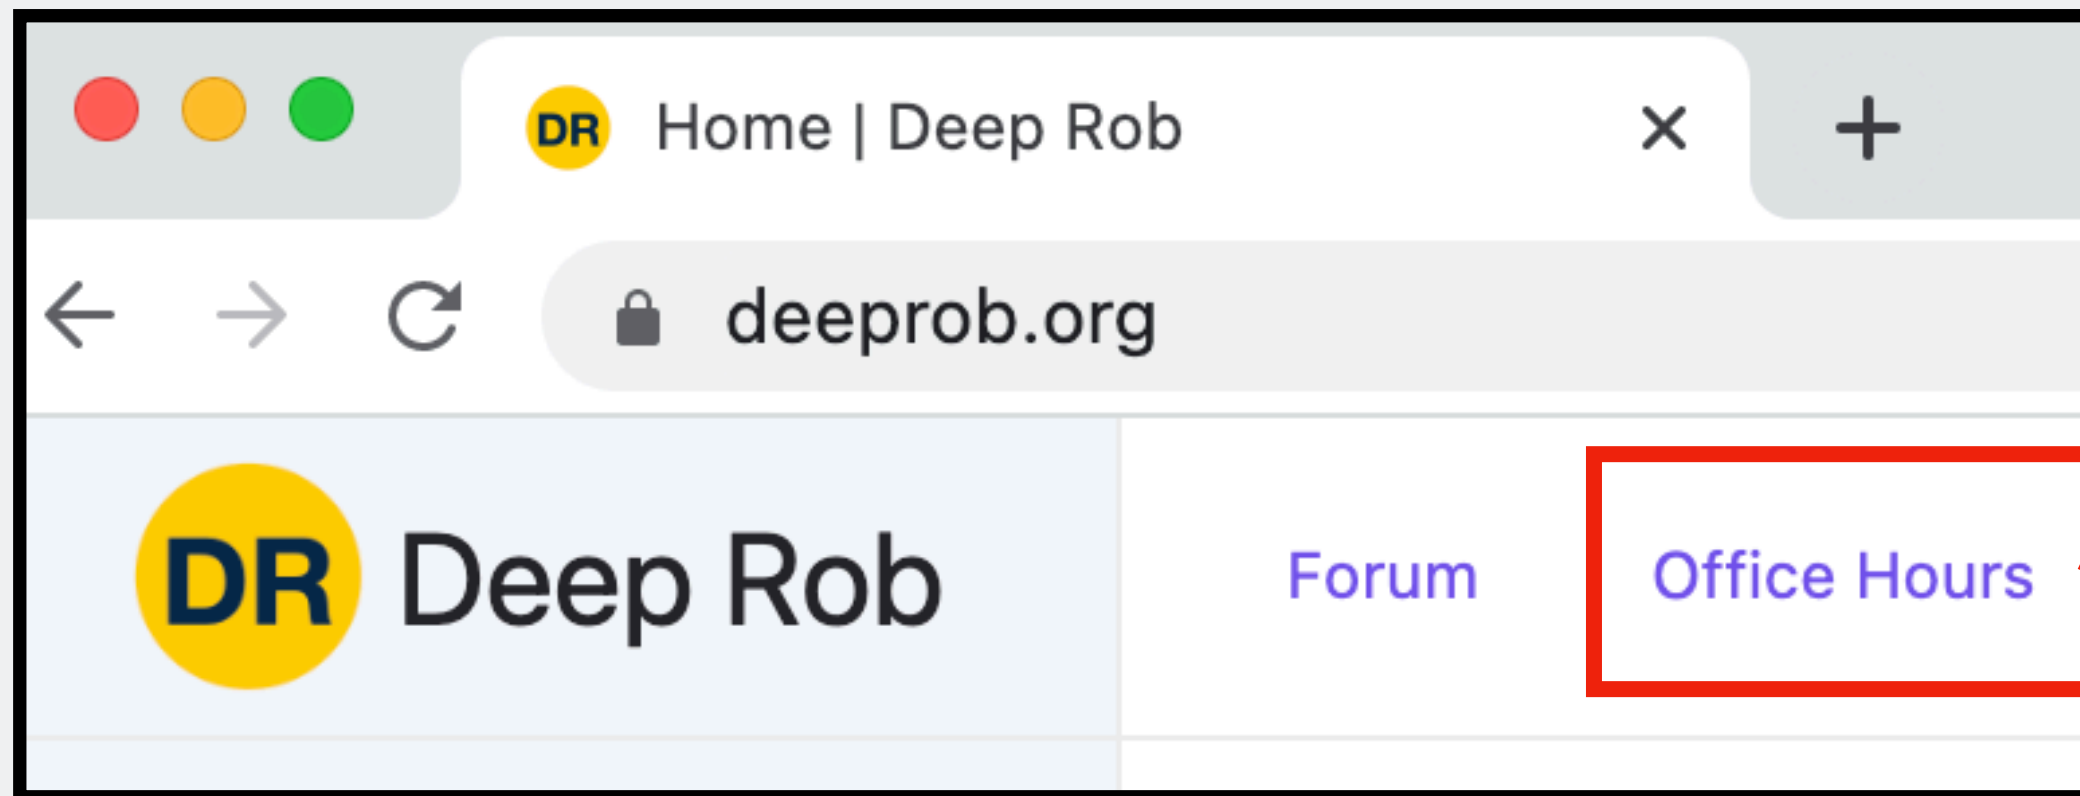 DR Home | Deep Rob
deeprob.org
DR Deep Rob Forum Office Hours